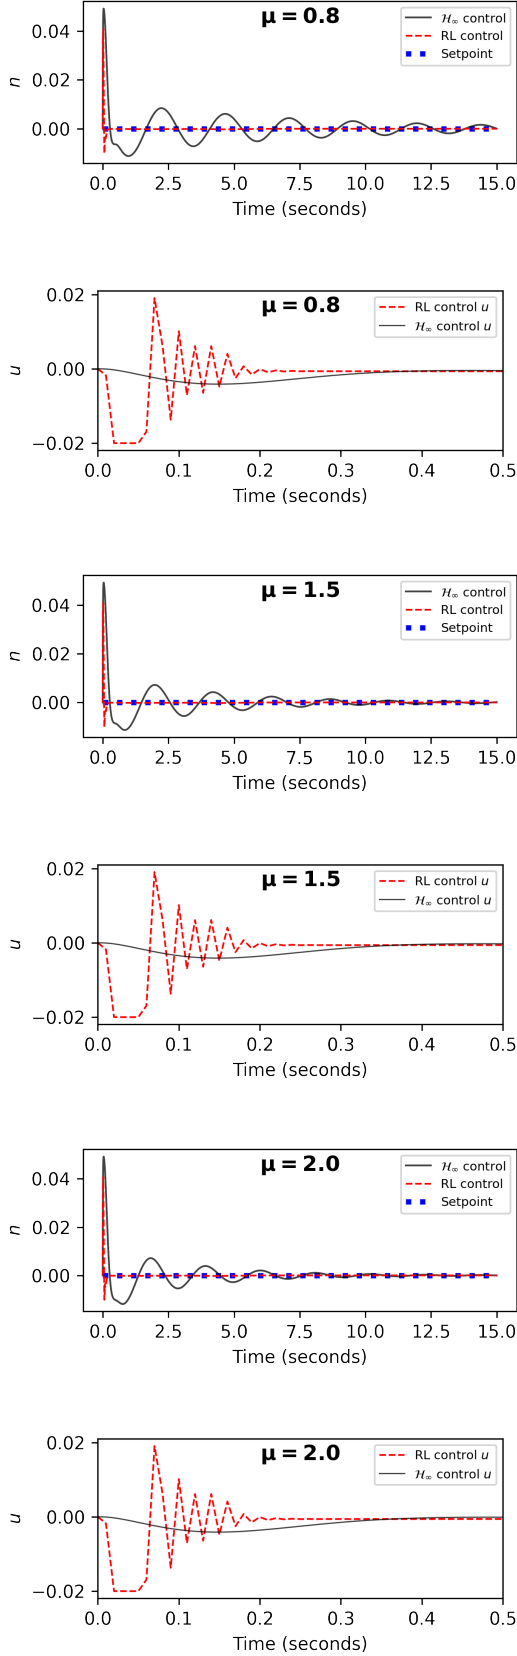 μ = 0.8
ℋ∞ control
RL control
Setpoint
0.04
0.02
0.00
n
0.0 2.5 5.0 7.5 10.0 12.5 15.0
Time (seconds)
μ = 0.8
RL control u
ℋ∞ control u
0.02
0.00
−0.02
u
0.0 0.1 0.2 0.3 0.4 0.5
Time (seconds)
μ = 1.5
ℋ∞ control
RL control
Setpoint
0.04
0.02
0.00
n
0.0 2.5 5.0 7.5 10.0 12.5 15.0
Time (seconds)
μ = 1.5
RL control u
ℋ∞ control u
0.02
0.00
−0.02
u
0.0 0.1 0.2 0.3 0.4 0.5
Time (seconds)
μ = 2.0
ℋ∞ control
RL control
Setpoint
0.04
0.02
0.00
n
0.0 2.5 5.0 7.5 10.0 12.5 15.0
Time (seconds)
μ = 2.0
RL control u
ℋ∞ control u
0.02
0.00
−0.02
u
0.0 0.1 0.2 0.3 0.4 0.5
Time (seconds)